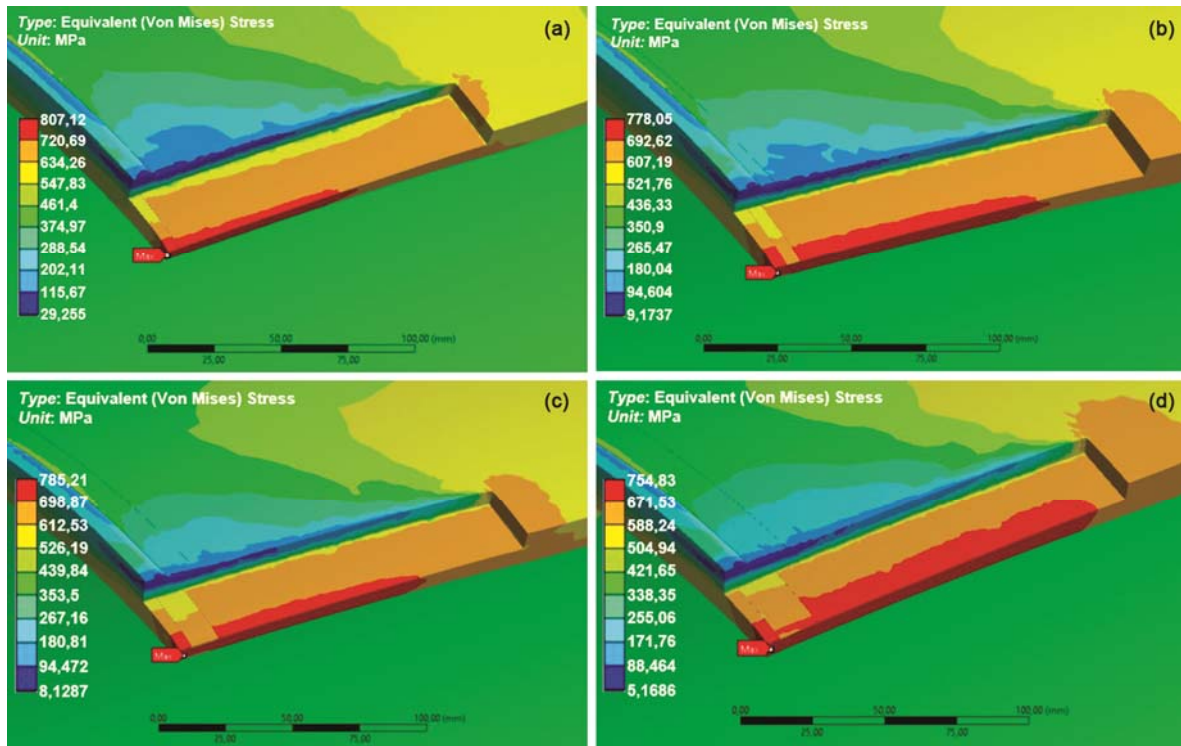 Type: Equivalent (Von Mises) Stress
Unit: MPa
(a)
807,12
720,69
634,26
547,83
461,4
374,97
288,54
202,11
115,67
29,255
Max
0,00 50,00 100,00 (mm)
25,00 75,00
Type: Equivalent (Von Mises) Stress
Unit: MPa
(b)
778,05
692,62
607,19
521,76
436,33
350,9
265,47
180,04
94,604
9,1737
Max
0,00 50,00 100,00 (mm)
25,00 75,00
Type: Equivalent (Von Mises) Stress
Unit: MPa
(c)
785,21
698,87
612,53
526,19
439,84
353,5
267,16
180,81
94,472
8,1287
Max
0,00 50,00 100,00 (mm)
25,00 75,00
Type: Equivalent (Von Mises) Stress
Unit: MPa
(d)
754,83
671,53
588,24
504,94
421,65
338,35
255,06
171,76
88,464
5,1686
Max
0,00 50,00 100,00 (mm)
25,00 75,00